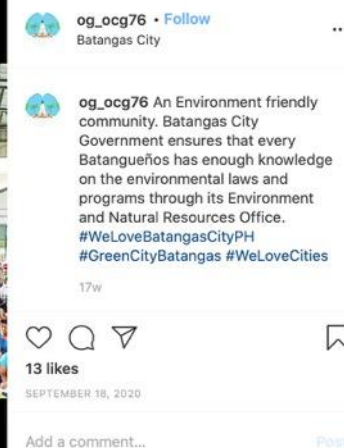 og_ocg76 • Follow
Batangas City
og_ocg76 An Environment friendly
community. Batangas City
Government ensures that every
Batangueños has enough knowledge
on the environmental laws and
programs through its Environment
and Natural Resources Office.
#WeLoveBatangasCityPH
#GreenCityBatangas #WeLoveCities
17w
13 likes
SEPTEMBER 18, 2020
Add a comment...
Pos